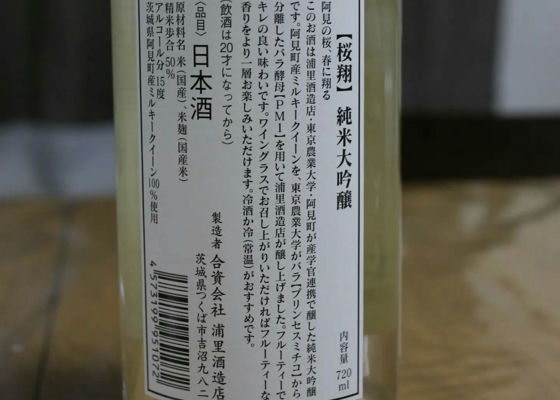 【桜翔】純米大吟醸
阿見の桜、春に翔る
このお酒は浦里酒造店・東京農業大学・阿見町が産学官連携で醸した純米大吟醸
です。阿見町産ミルキークイーンを、東京農業大学がバラ【プリンセスミチコ】から
分離したバラ酵母【PM1】を用いて浦里酒造店が醸し上げました。フルーティーで
キレの良い味わいです。ワイングラスでお召し上がりいただければフルーティーな
香りをより一層お楽しみいただけます。冷酒か冷(常温)がおすすめです。
内容量 720ml
(飲酒は20才になってから)
〈品目〉日本酒
原材料名 米(国産)、米麹(国産米)
精米歩合 50%
アルコール分 15度
茨城県阿見町産ミルキークイーン100%使用
製造者 合資会社 浦里酒造店
茨城県つくば市吉沼九八二
4573199951072